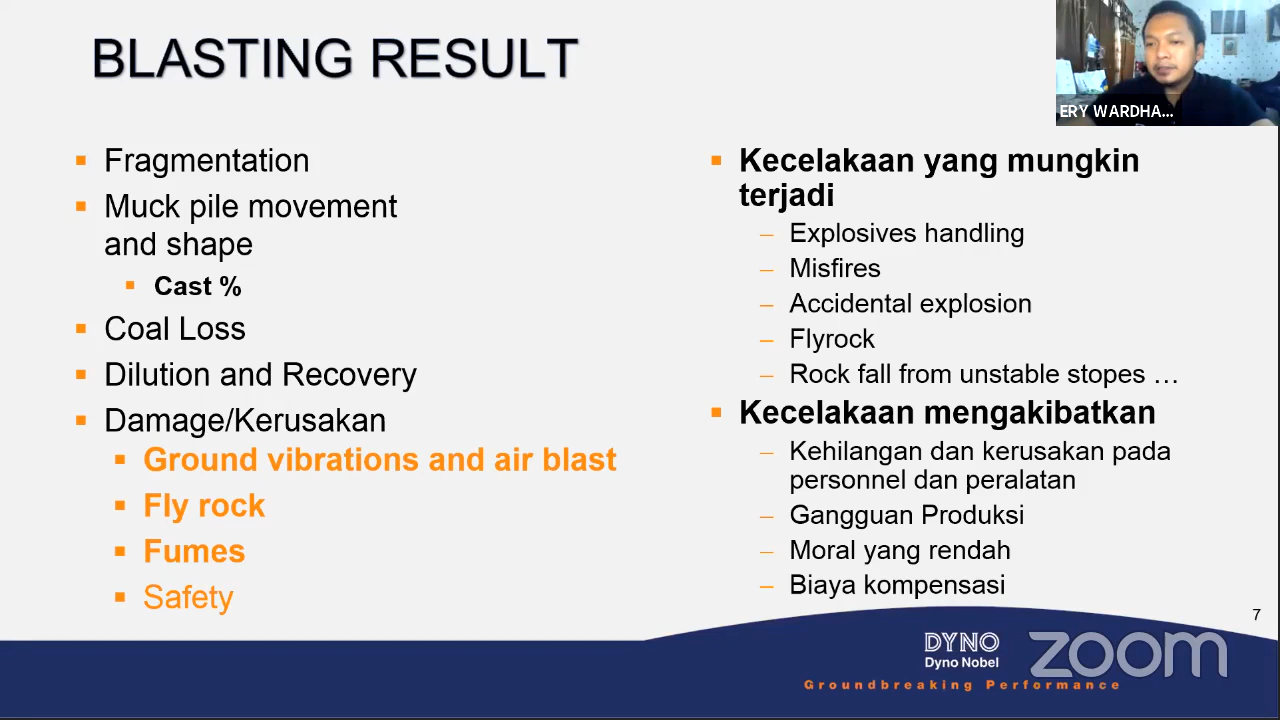 BLASTING RESULT
ERY WARDHA...
Fragmentation
Muck pile movement
and shape
Cast %
Coal Loss
Dilution and Recovery
Damage/Kerusakan
Ground vibrations and air blast
Fly rock
Fumes
Safety
Kecelakaan yang mungkin
terjadi
Explosives handling
Misfires
Accidental explosion
Flyrock
Rock fall from unstable stopes …
Kecelakaan mengakibatkan
Kehilangan dan kerusakan pada
personnel dan peralatan
Gangguan Produksi
Moral yang rendah
Biaya kompensasi
7
DYNO
Dyno Nobel
Groundbreaking Performance
zoom